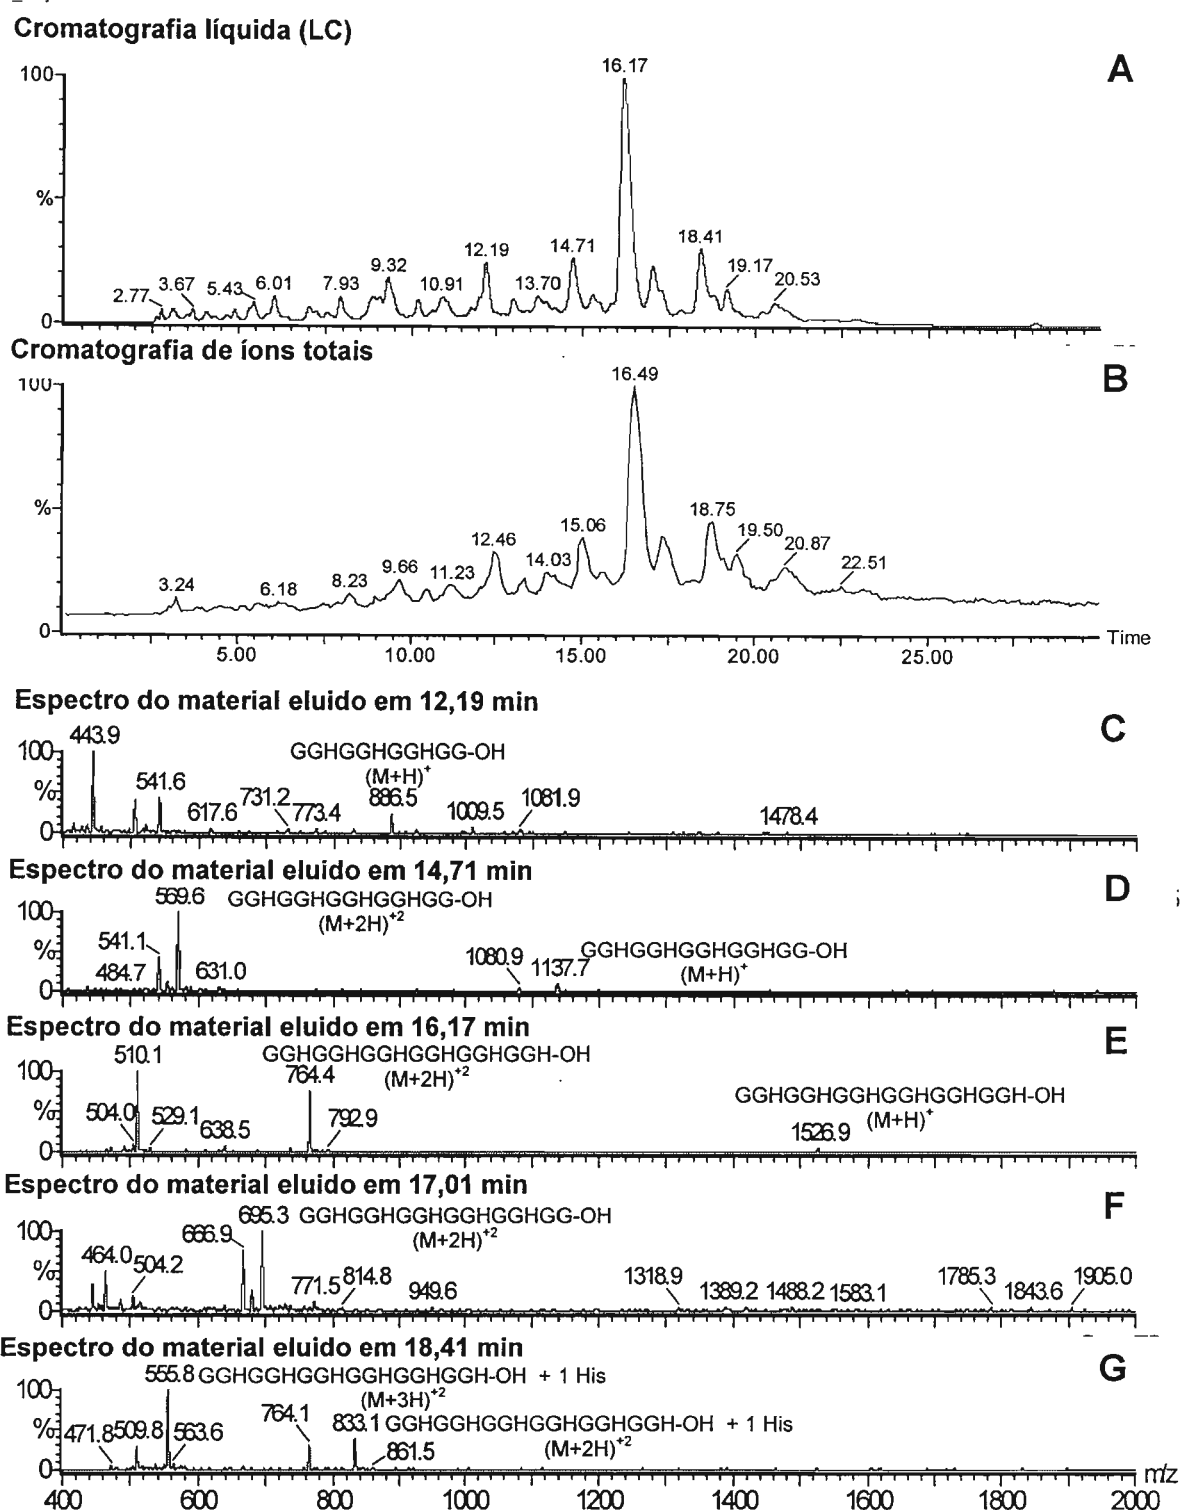 Cromatografia líquida (LC)
A
100
16.17
%
2.77 3.67 5.43 6.01 7.93 9.32 10.91 12.19 13.70 14.71 18.41 19.17 20.53
0
Cromatografia de íons totais
B
100
16.49
%
3.24 6.18 8.23 9.66 11.23 12.46 14.03 15.06 18.75 19.50 20.87 22.51
0
Time
5.00 10.00 15.00 20.00 25.00
Espectro do material eluido em 12,19 min
C
100
%
0
443.9
GGHGGHGGHGG-OH
(M+H)+
541.6 617.6 731.2 773.4 886.5 1009.5 1081.9 1478.4
Espectro do material eluido em 14,71 min
D
100
%
0
569.6 GGHGGHGGHGGHGG-OH
(M+2H)+2
541.1 484.7 631.0 1080.9 1137.7
GGHGGHGGHGGHGG-OH
(M+H)+
Espectro do material eluido em 16,17 min
E
100
%
0
510.1 GGHGGHGGHGGHGGHGGH-OH
764.4 (M+2H)+2
504.0 529.1 638.5 792.9
GGHGGHGGHGGHGGHGGH-OH
(M+H)+
1526.9
Espectro do material eluido em 17,01 min
F
100
%
0
695.3 GGHGGHGGHGGHGGHGG-OH
(M+2H)+2
666.9 464.0 504.2 771.5 814.8 949.6 1318.9 1389.2 1488.2 1583.1 1785.3 1843.6 1905.0
Espectro do material eluido em 18,41 min
G
100
%
0
555.8 GGHGGHGGHGGHGGHGGH-OH + 1 His
(M+3H)+2
764.1 833.1 GGHGGHGGHGGHGGHGGH-OH + 1 His
(M+2H)+2
471.8 509.8 563.6 861.5
m/z
400 600 800 1000 1200 1400 1600 1800 2000